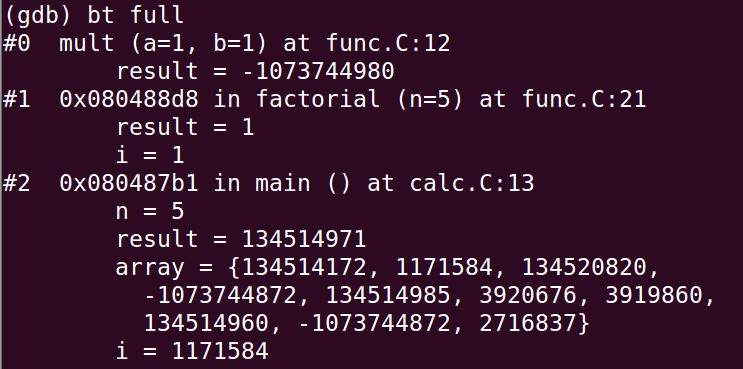 (gdb) bt full
#0  mult (a=1, b=1) at func.C:12
        result = -1073744980
#1  0x080488d8 in factorial (n=5) at func.C:21
        result = 1
        i = 1
#2  0x080487b1 in main () at calc.C:13
        n = 5
        result = 134514971
        array = {134514172, 1171584, 134520820,
          -1073744872, 134514985, 3920676, 3919860,
          134514960, -1073744872, 2716837}
        i = 1171584